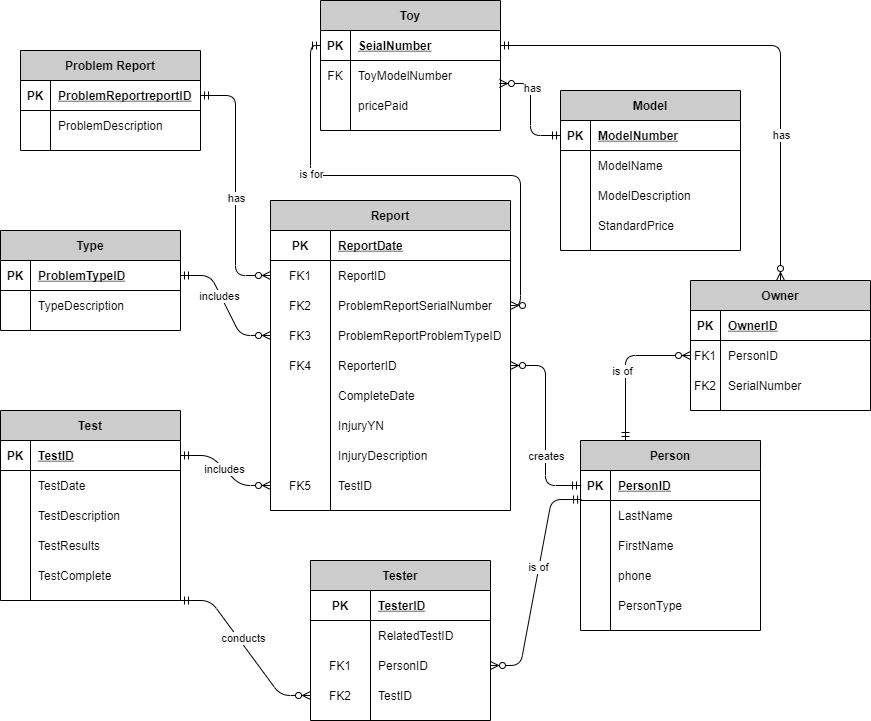 Toy
PK SeialNumber
FK ToyModelNumber
pricePaid
Problem Report
PK ProblemReportreportID
ProblemDescription
has
Model
PK ModelNumber
ModelName
ModelDescription
StandardPrice
has
is for
has
Report
PK ReportDate
FK1 ReportID
FK2 ProblemReportSerialNumber
FK3 ProblemReportProblemTypeID
FK4 ReporterID
CompleteDate
InjuryYN
InjuryDescription
FK5 TestID
Type
PK ProblemTypeID
TypeDescription
includes
Owner
PK OwnerID
FK1 PersonID
FK2 SerialNumber
is of
Test
PK TestID
TestDate
TestDescription
TestResults
TestComplete
includes
creates
Person
PK PersonID
LastName
FirstName
phone
PersonType
is of
Tester
PK TesterID
RelatedTestID
FK1 PersonID
FK2 TestID
conducts